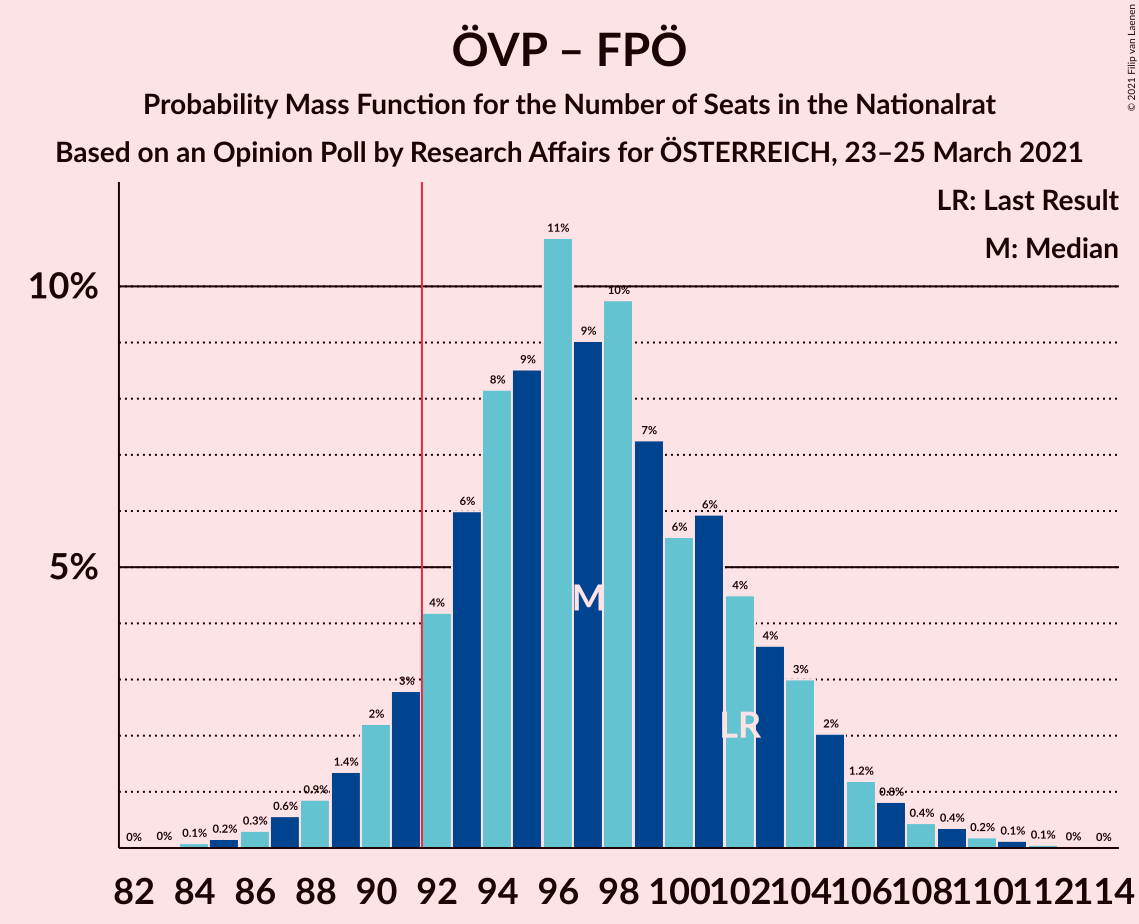 ÖVP – FPÖ
Probability Mass Function for the Number of Seats in the Nationalrat
Based on an Opinion Poll by Research Affairs for ÖSTERREICH, 23–25 March 2021
© 2021 Filip van Laenen
LR: Last Result
M: Median
10%
5%
0% 0% 0.1% 0.2% 0.3% 0.6% 0.9% 1.4% 2% 3% 4% 6% 8% 9% 11% 9% 10% 7% 6% 6% 4% 4% 3% 2% 1.2% 0.8% 0.4% 0.4% 0.2% 0.1% 0.1% 0% 0%
M
LR
82 84 86 88 90 92 94 96 98 100 102 104 106 108 110 112 114